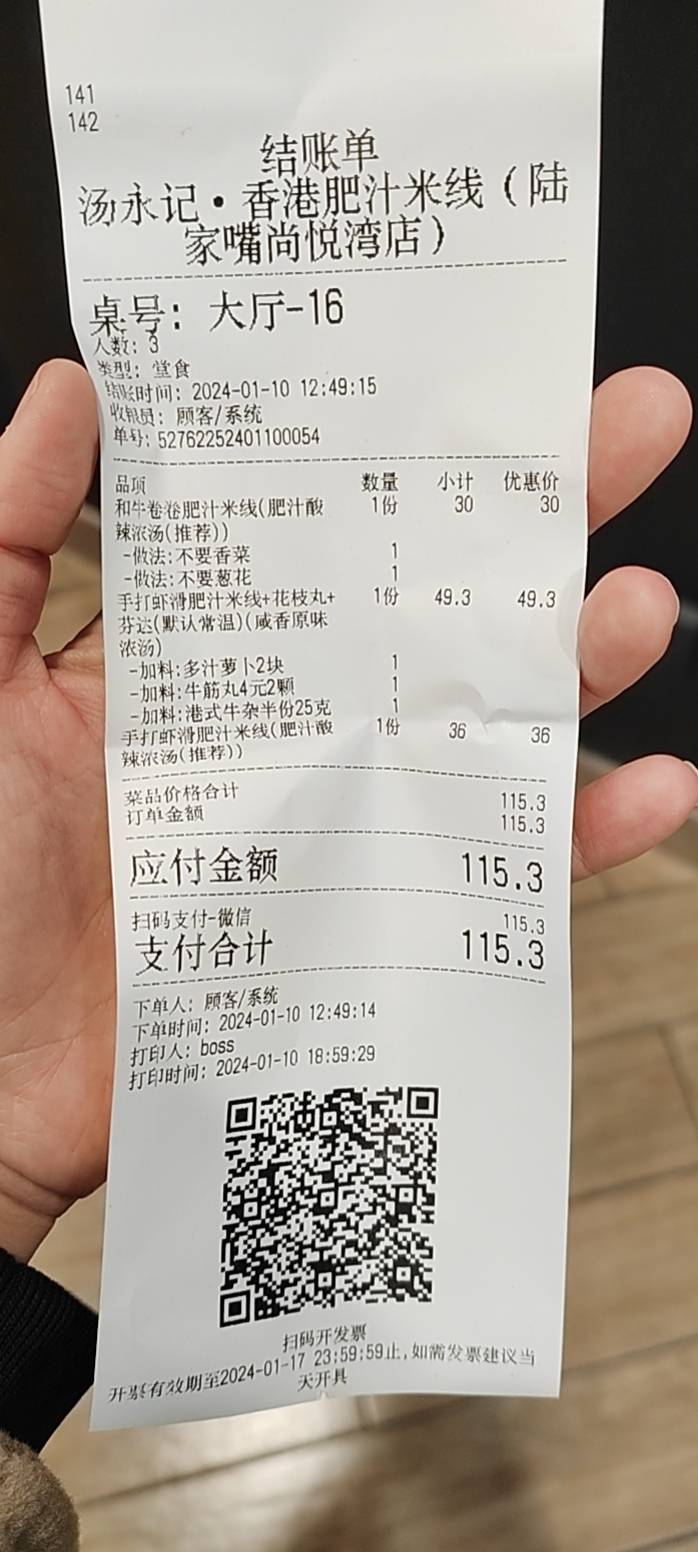 141
142
结账单
汤永记·香港肥汁米线（陆
家嘴尚悦湾店）
桌号：大厅-16
人数：3
类型：堂食
结账时间：2024-01-10 12:49:15
收银员：顾客/系统
单号：52762252401100054
品项 数量 小计 优惠价
和牛卷卷肥汁米线(肥汁酸 1份 30 30
辣浓汤(推荐))
-做法:不要香菜 1
-做法:不要葱花 1
手打虾滑肥汁米线+花枝丸+ 1份 49.3 49.3
芬达(默认常温)(咸香原味
浓汤)
-加料:多汁萝卜2块 1
-加料:牛筋丸4元2颗 1
-加料:港式牛杂半份25克 1
手打虾滑肥汁米线(肥汁酸 1份 36 36
辣浓汤(推荐))
菜品价格合计 115.3
订单金额 115.3
应付金额 115.3
扫码支付-微信 115.3
支付合计 115.3
下单人：顾客/系统
下单时间：2024-01-10 12:49:14
打印人：boss
打印时间：2024-01-10 18:59:29
扫码开发票
开票有效期至2024-01-17 23:59:59止,如需发票建议当
天开具